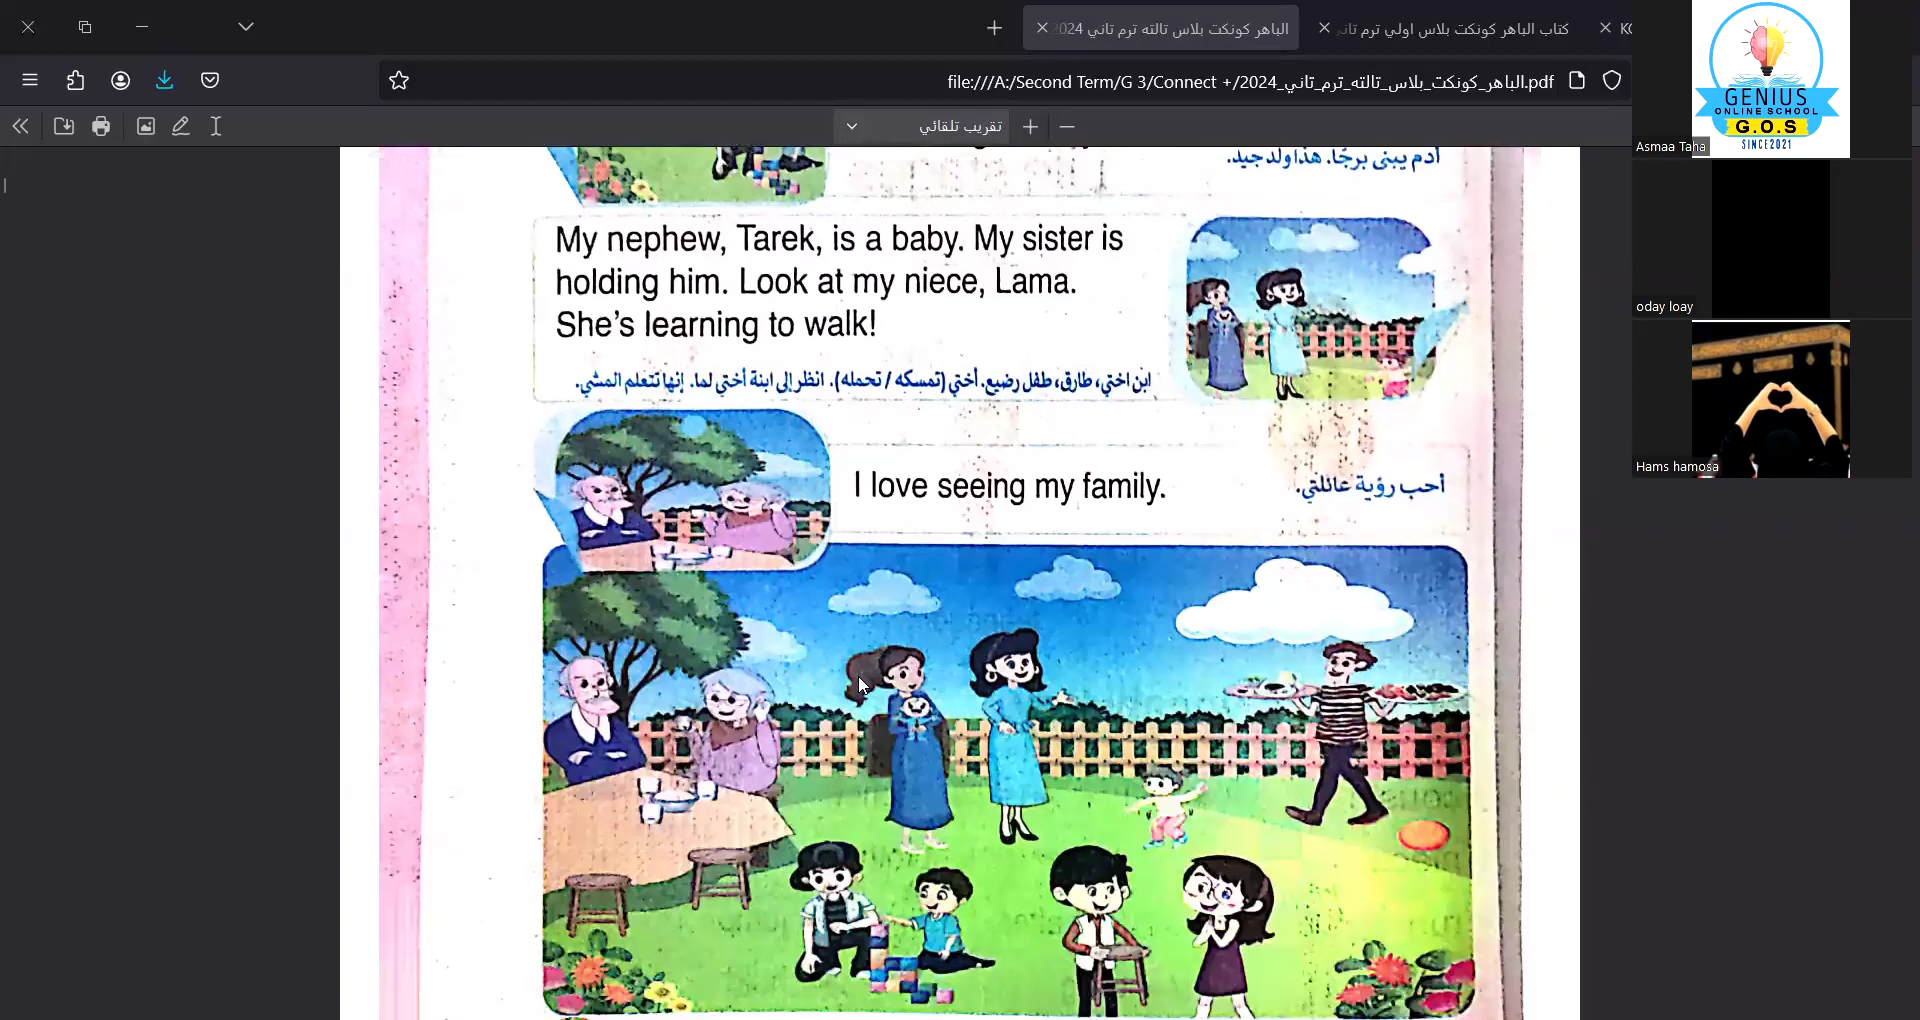 الباهر كونكت بلاس تالته ترم تاني 2024
كتاب الباهر كونكت بلاس اولي ترم تاني
file:///A:/Second Term/G 3/Connect +/2024_الباهر_كونكت_بلاس_تالته_ترم_تاني.pdf
تقريب تلقائي
GENIUS
ONLINE SCHOOL
G.O.S
SINCE2021
Asmaa Taha
oday loay
Hams hamosa
أدم يبنى برجًا. هذا ولد جيد.
My nephew, Tarek, is a baby. My sister is
holding him. Look at my niece, Lama.
She's learning to walk!
ابن اختي، طارق، طفل رضيع. أختي (تمسكه / تحمله). انظر إلى ابنة أختي لما. إنها تتعلم المشي.
I love seeing my family.
أحب رؤية عائلتي.